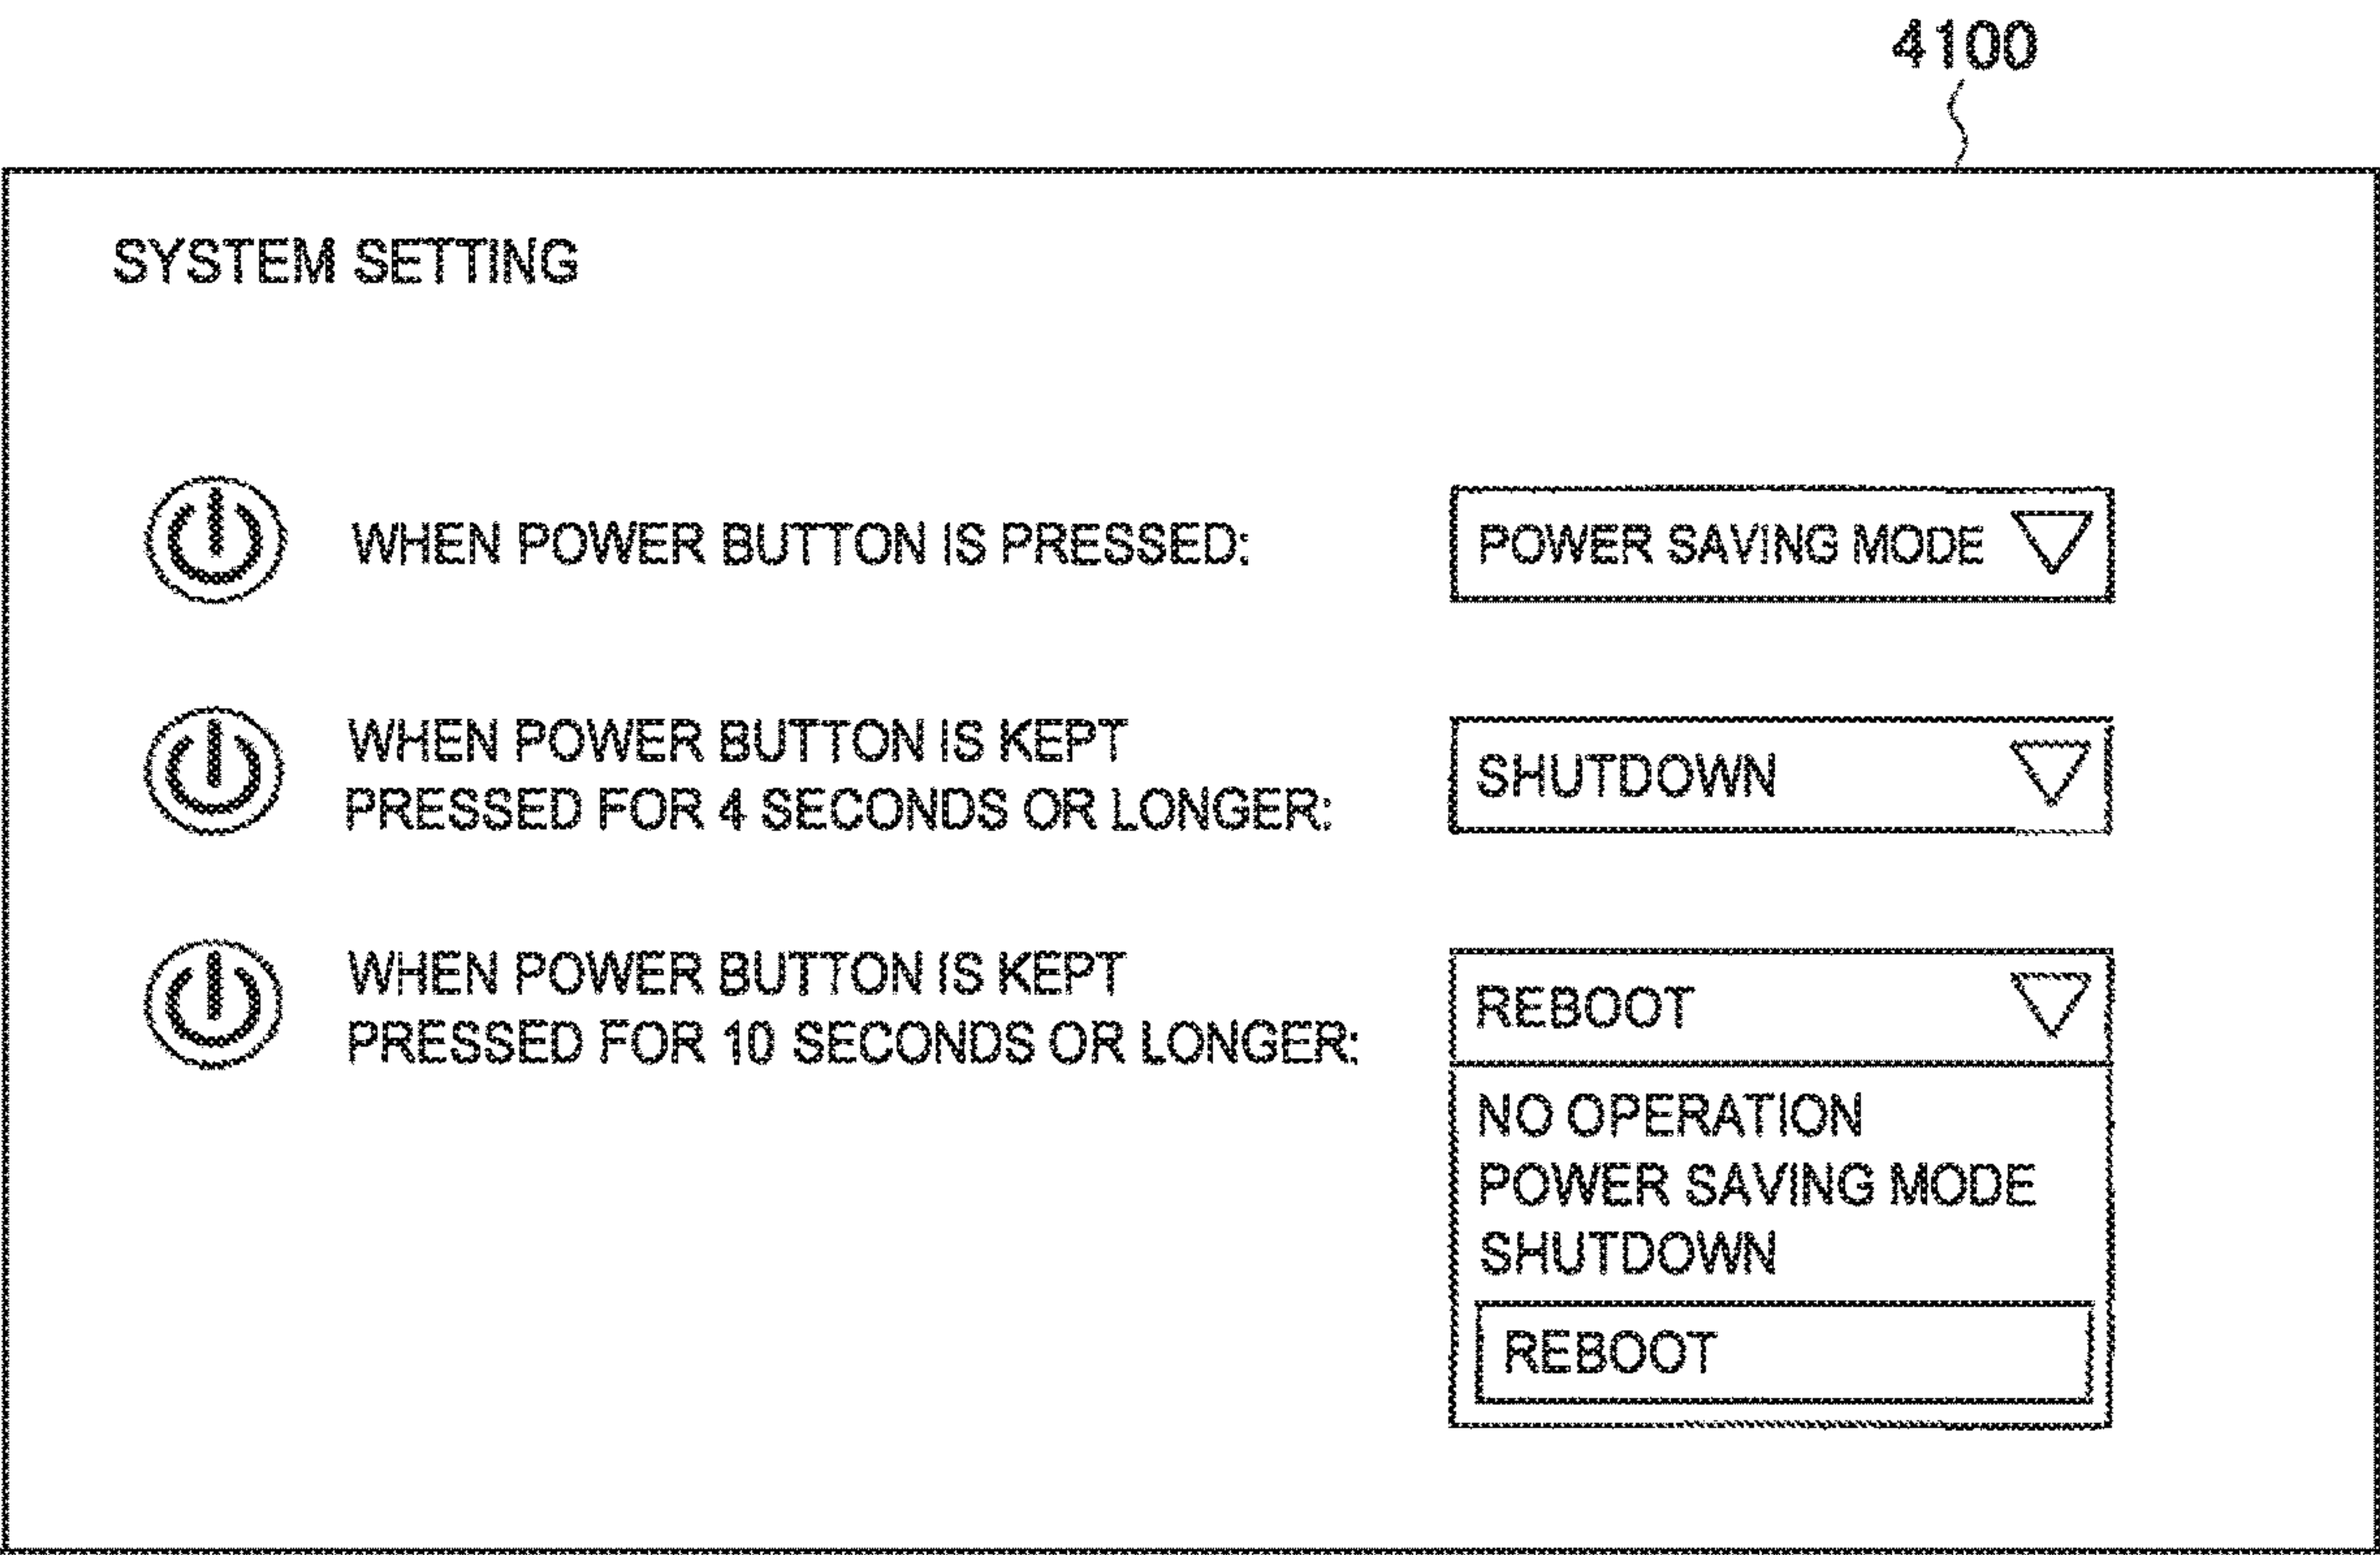 4100
SYSTEM SETTING
WHEN POWER BUTTON IS PRESSED:
POWER SAVING MODE
WHEN POWER BUTTON IS KEPT
PRESSED FOR 4 SECONDS OR LONGER:
SHUTDOWN
WHEN POWER BUTTON IS KEPT
PRESSED FOR 10 SECONDS OR LONGER:
REBOOT
NO OPERATION
POWER SAVING MODE
SHUTDOWN
REBOOT